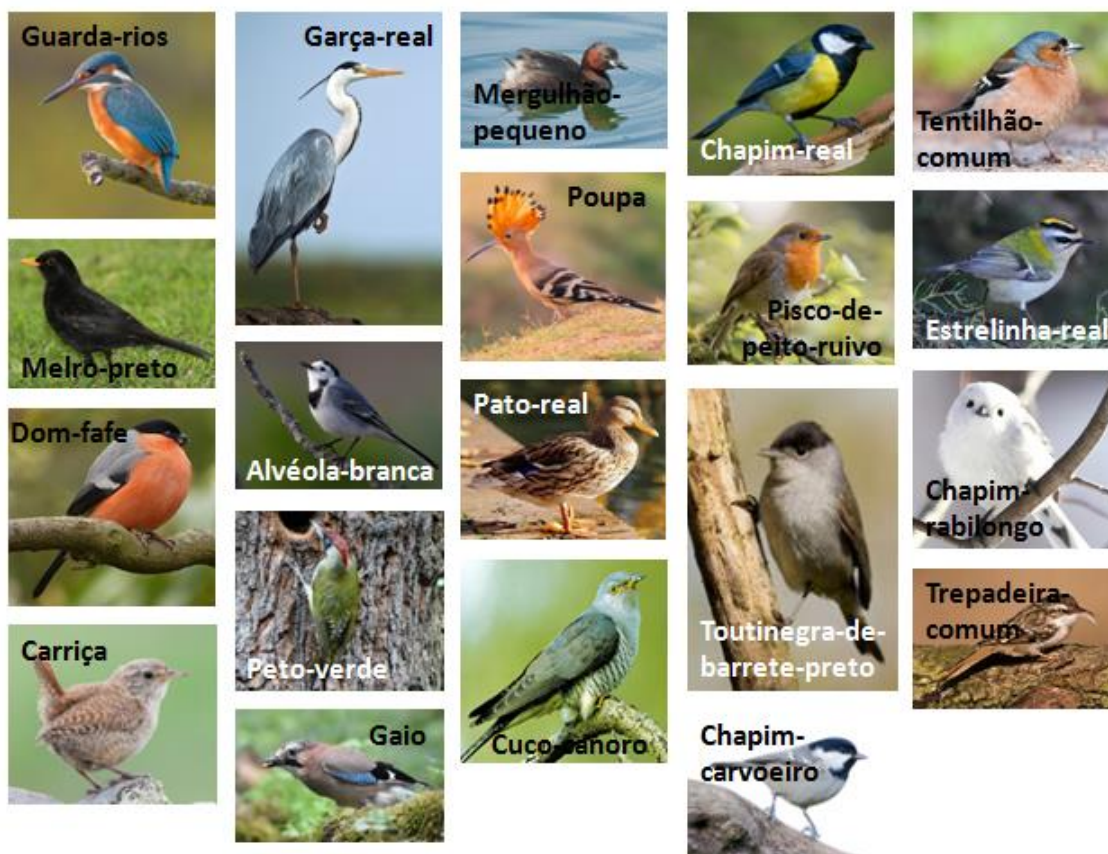 Guarda-rios
Melro-preto
Dom-fafe
Carriça
Garça-real
Alvéola-branca
Peto-verde
Gaio
Mergulhão-
pequeno
Poupa
Pato-real
Cuco-canoro
Chapim-real
Pisco-de-
peito-ruivo
Toutinegra-de-
barrete-preto
Chapim-
carvoeiro
Tentilhão-
comum
Estrelinha-real
Chapim-
rabilongo
Trepadeira-
comum